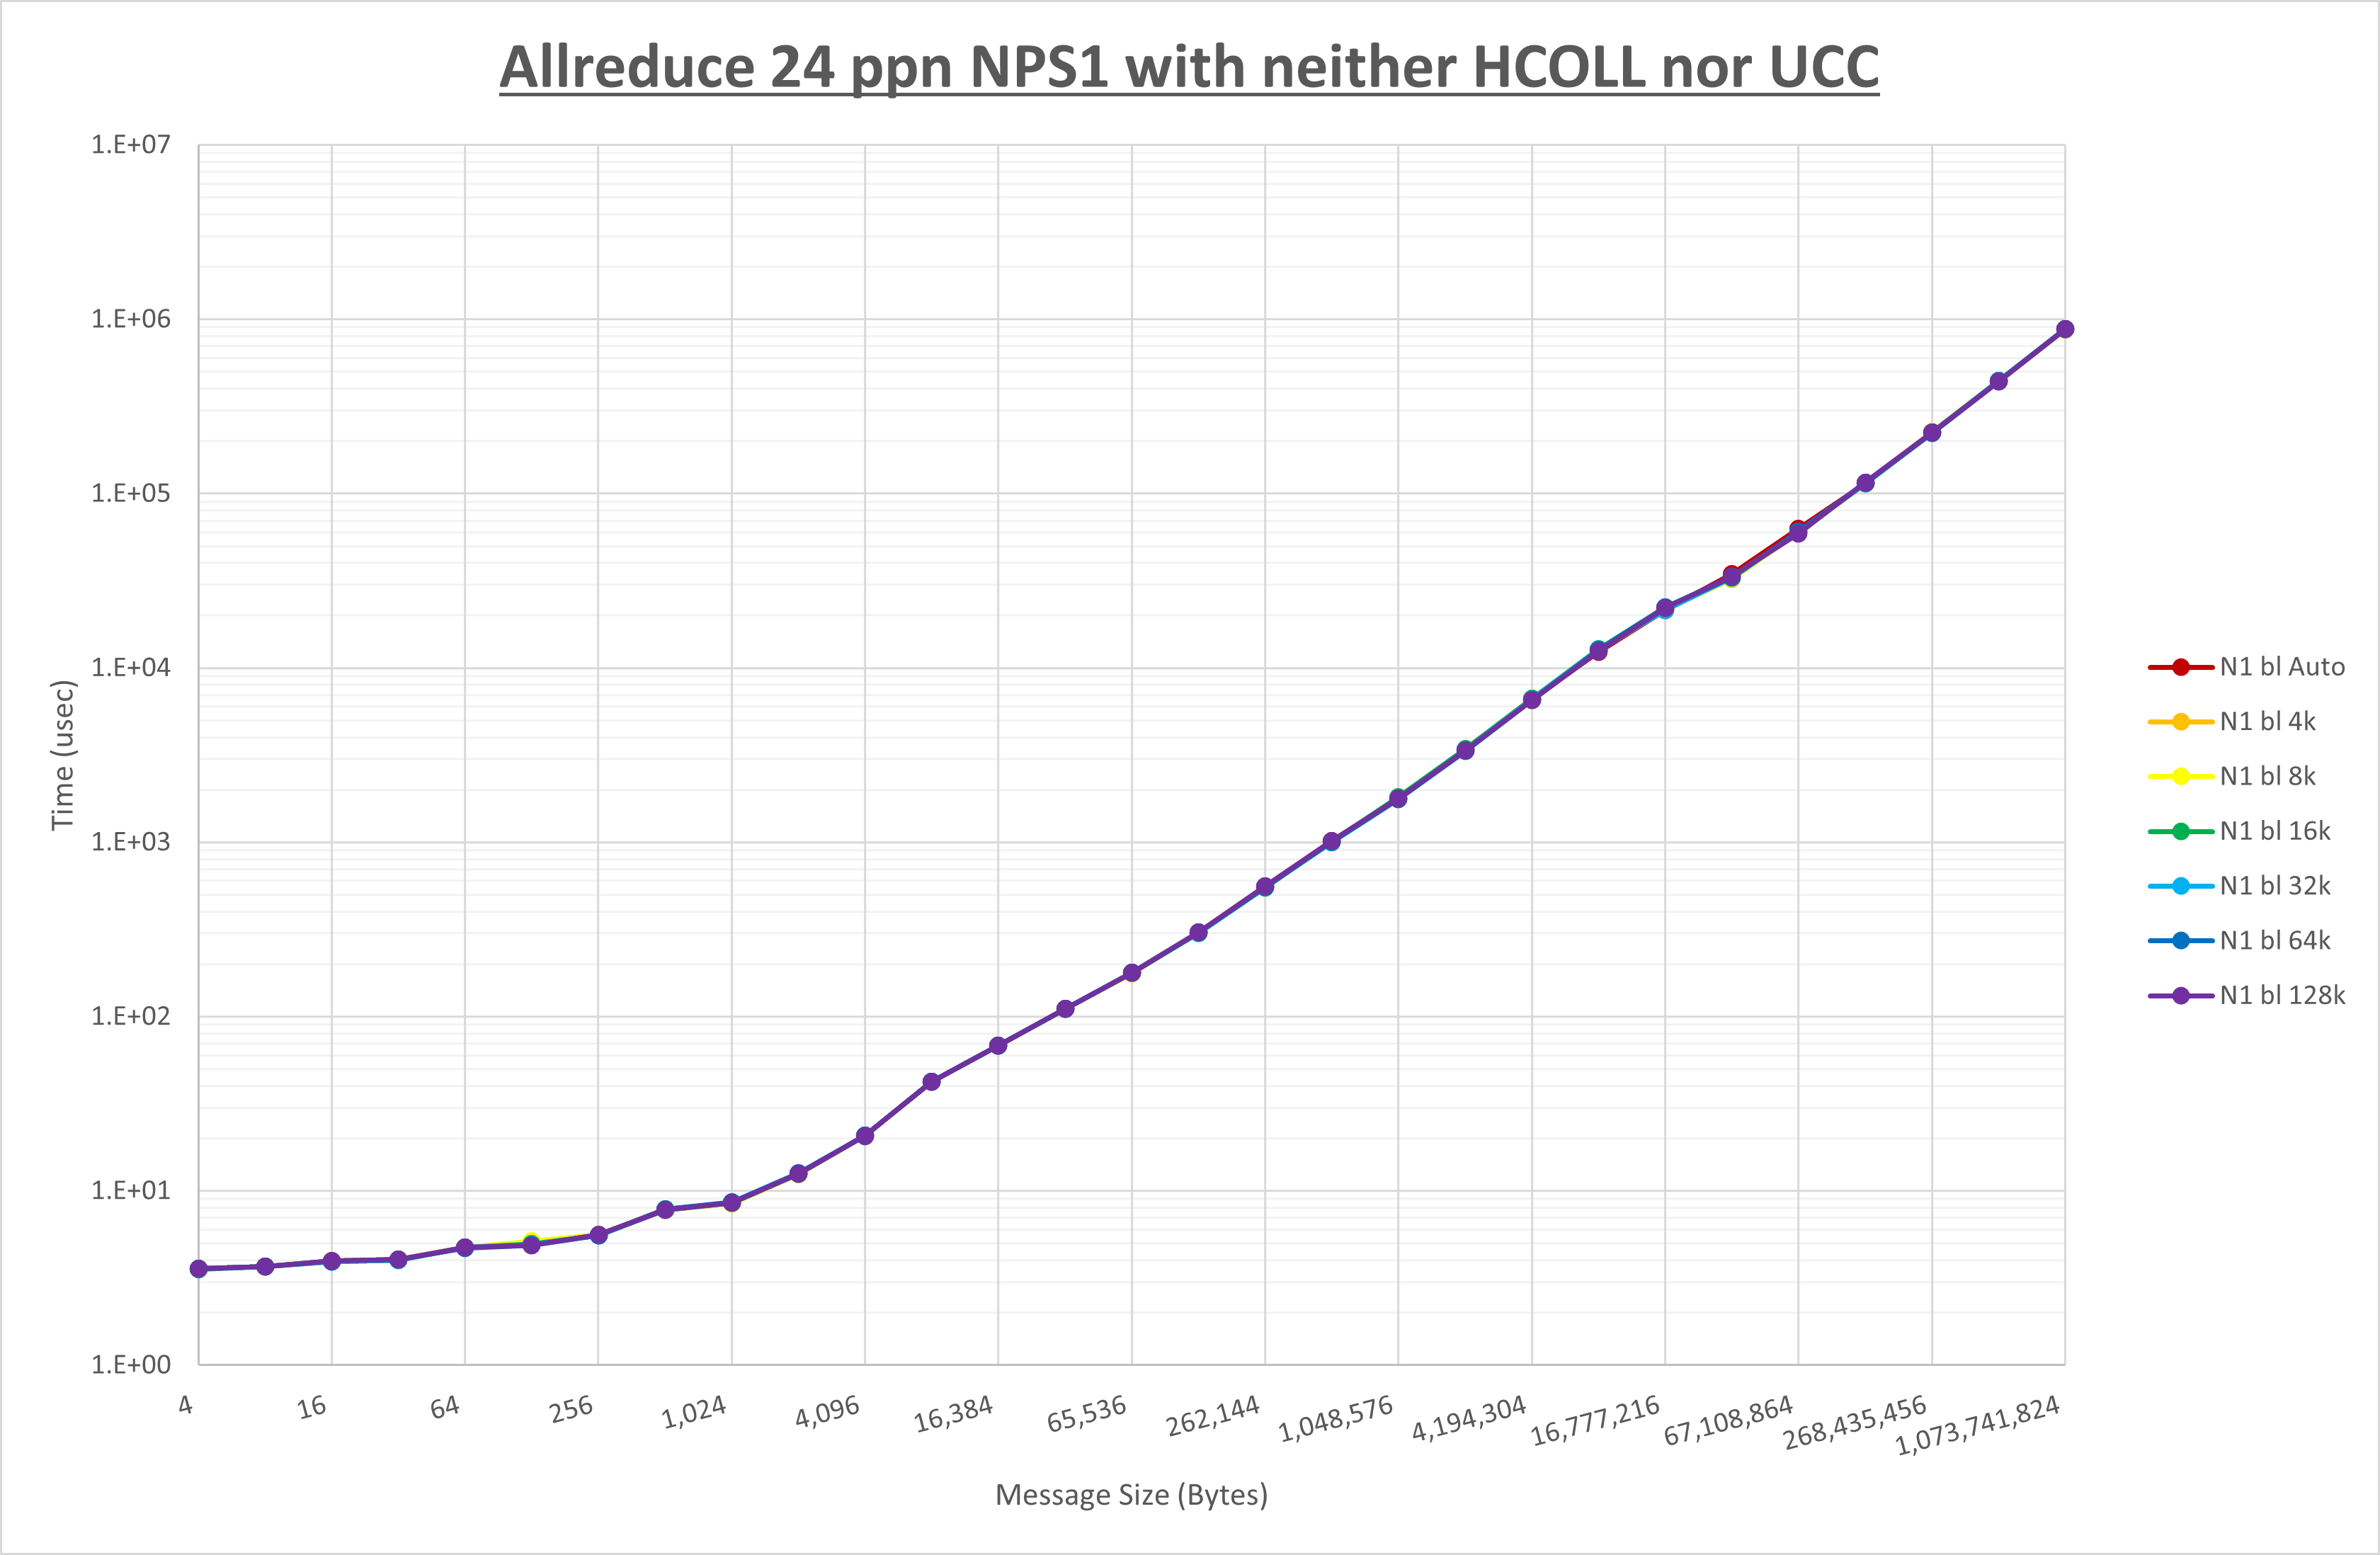 Allreduce 24 ppn NPS1 with neither HCOLL nor UCC
1.E+07
1.E+06
1.E+05
1.E+04
1.E+03
1.E+02
1.E+01
1.E+00
Time (usec)
4
16
64
256
1,024
4,096
16,384
65,536
262,144
1,048,576
4,194,304
16,777,216
67,108,864
268,435,456
1,073,741,824
Message Size (Bytes)
N1 bl Auto
N1 bl 4k
N1 bl 8k
N1 bl 16k
N1 bl 32k
N1 bl 64k
N1 bl 128k